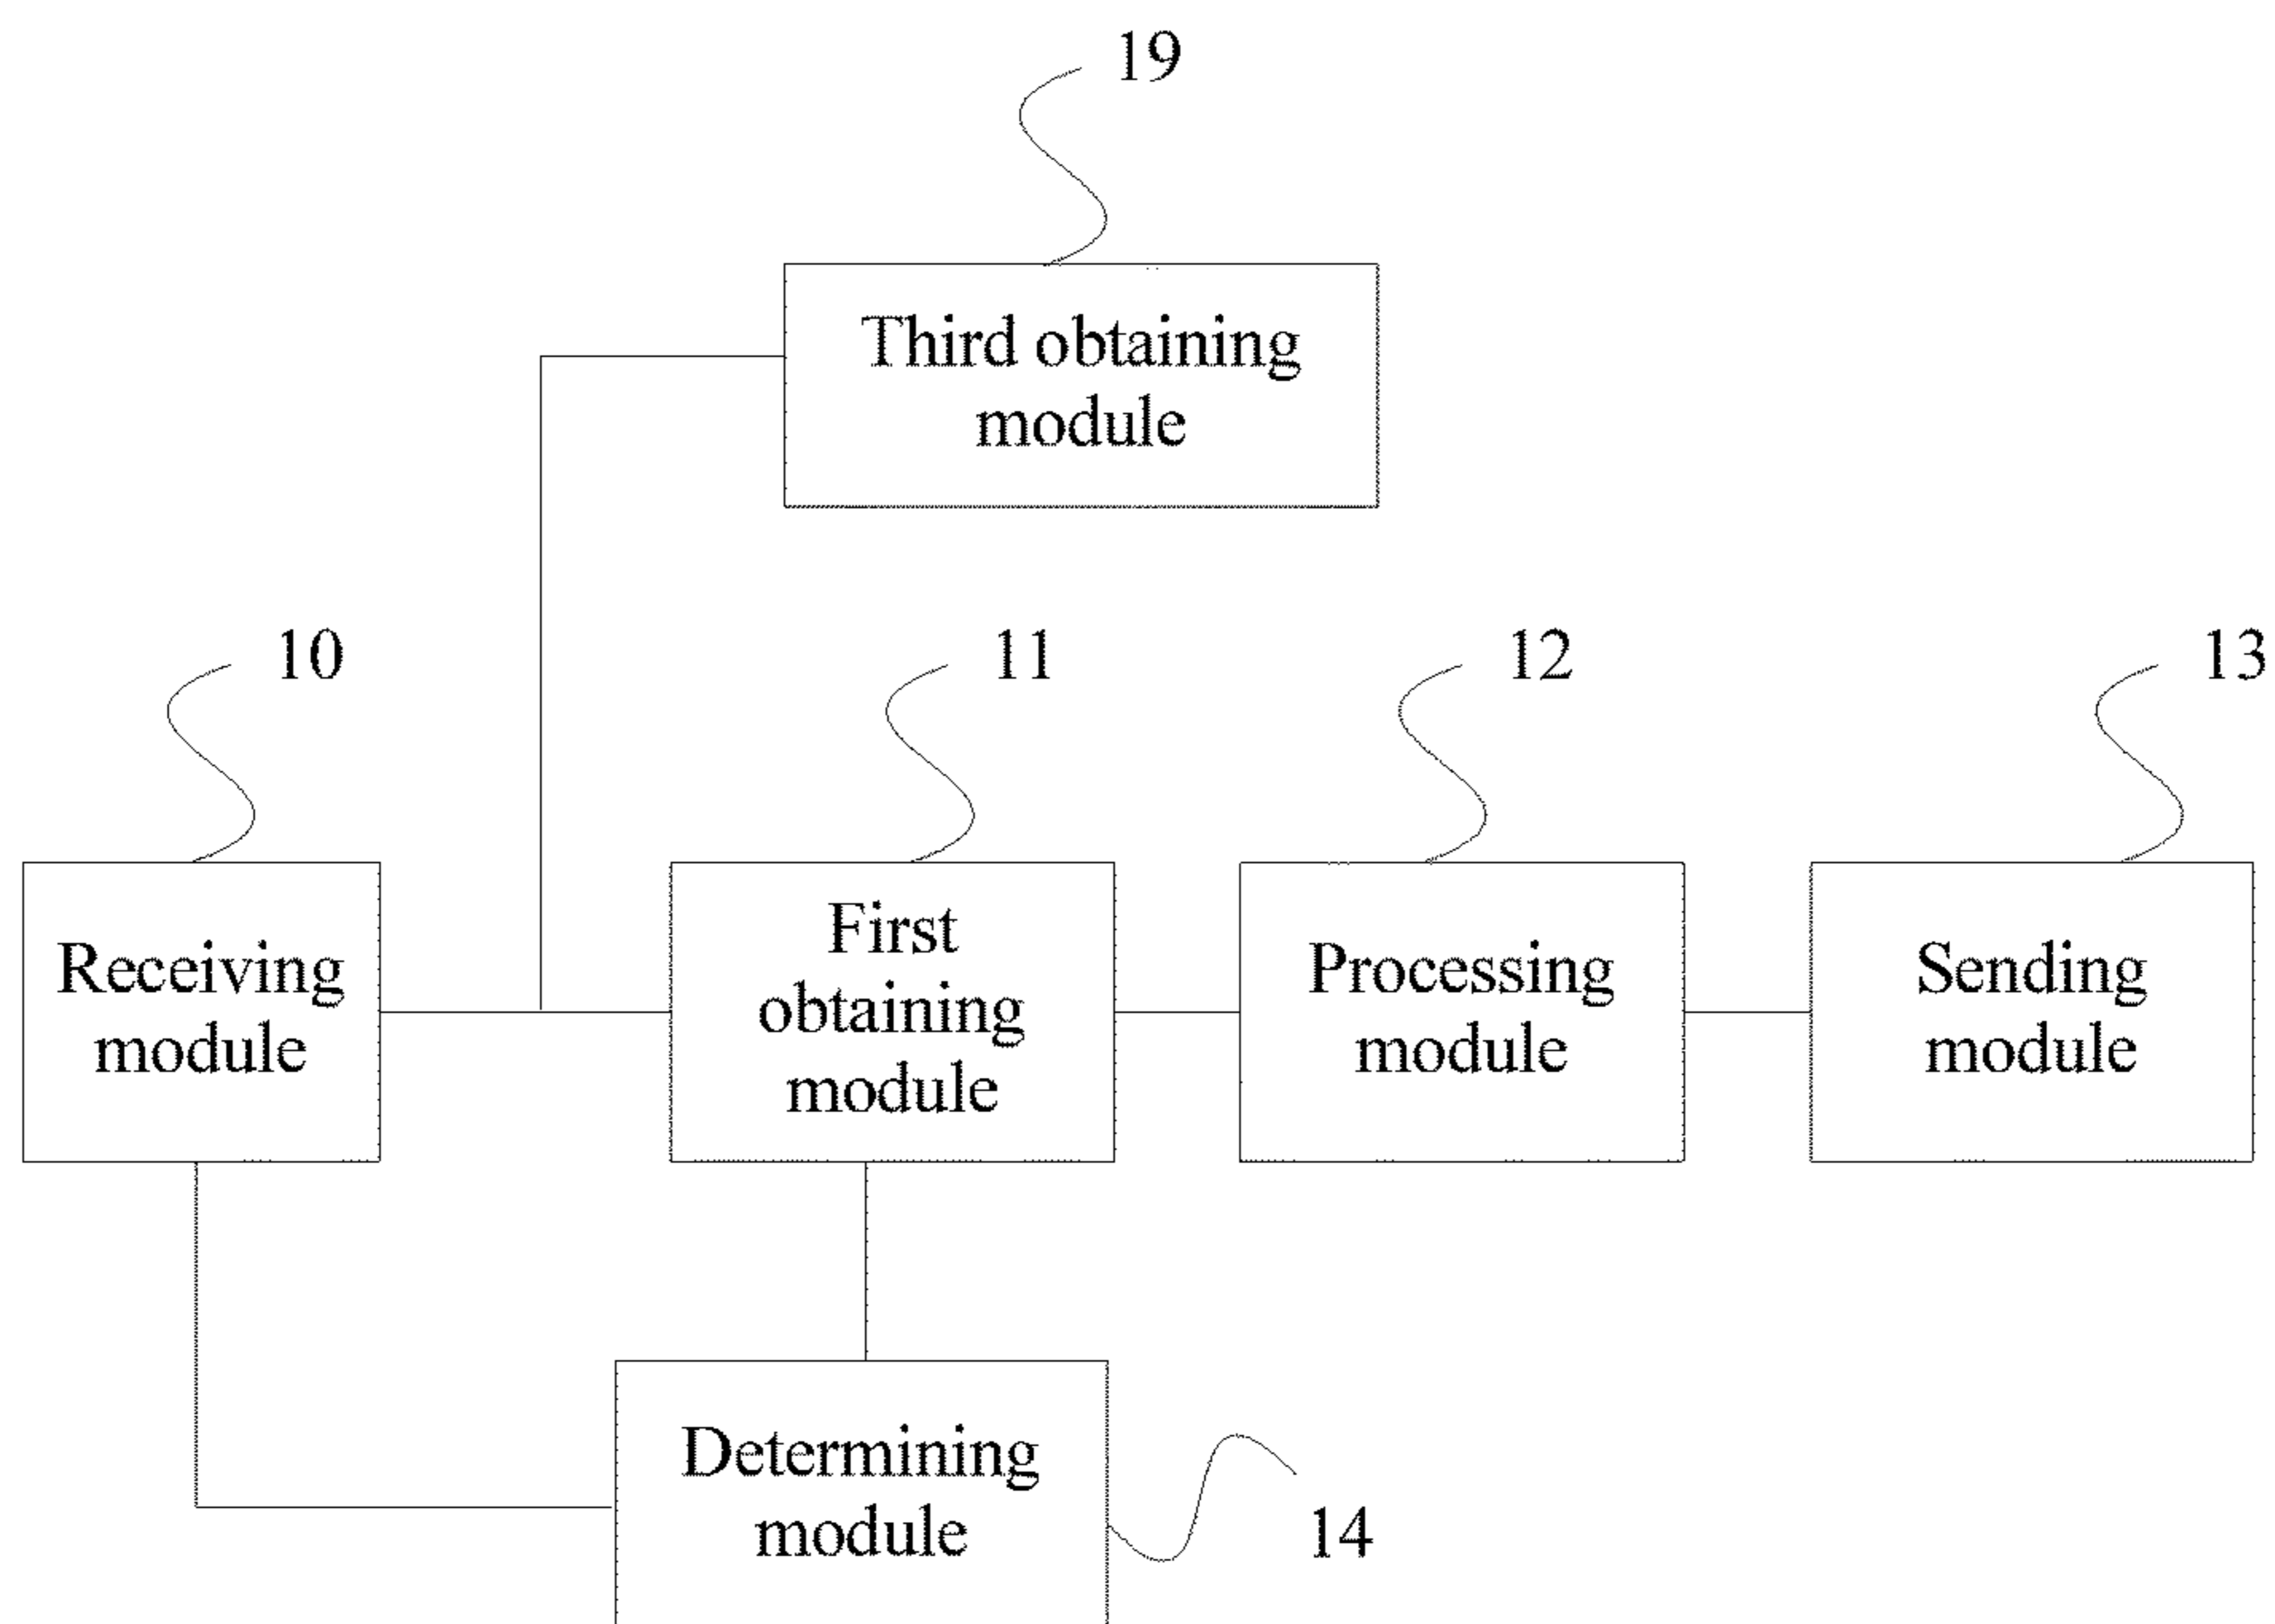 19
Third obtaining
module
10
11
12
13
Receiving
module
First
obtaining
module
Processing
module
Sending
module
Determining
module
14